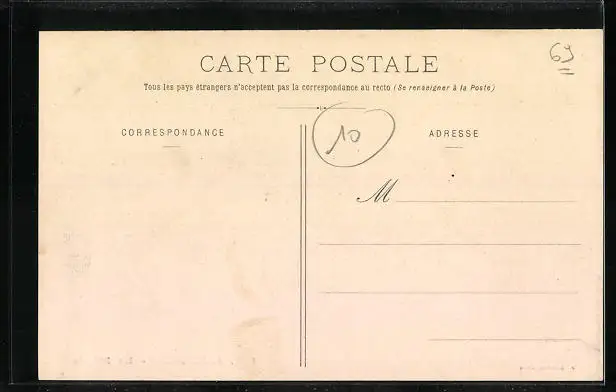 69
CARTE POSTALE
Tous les pays étrangers n'acceptent pas la correspondance au recto (Se renseigner à la Poste)
10
CORRESPONDANCE
ADRESSE
M